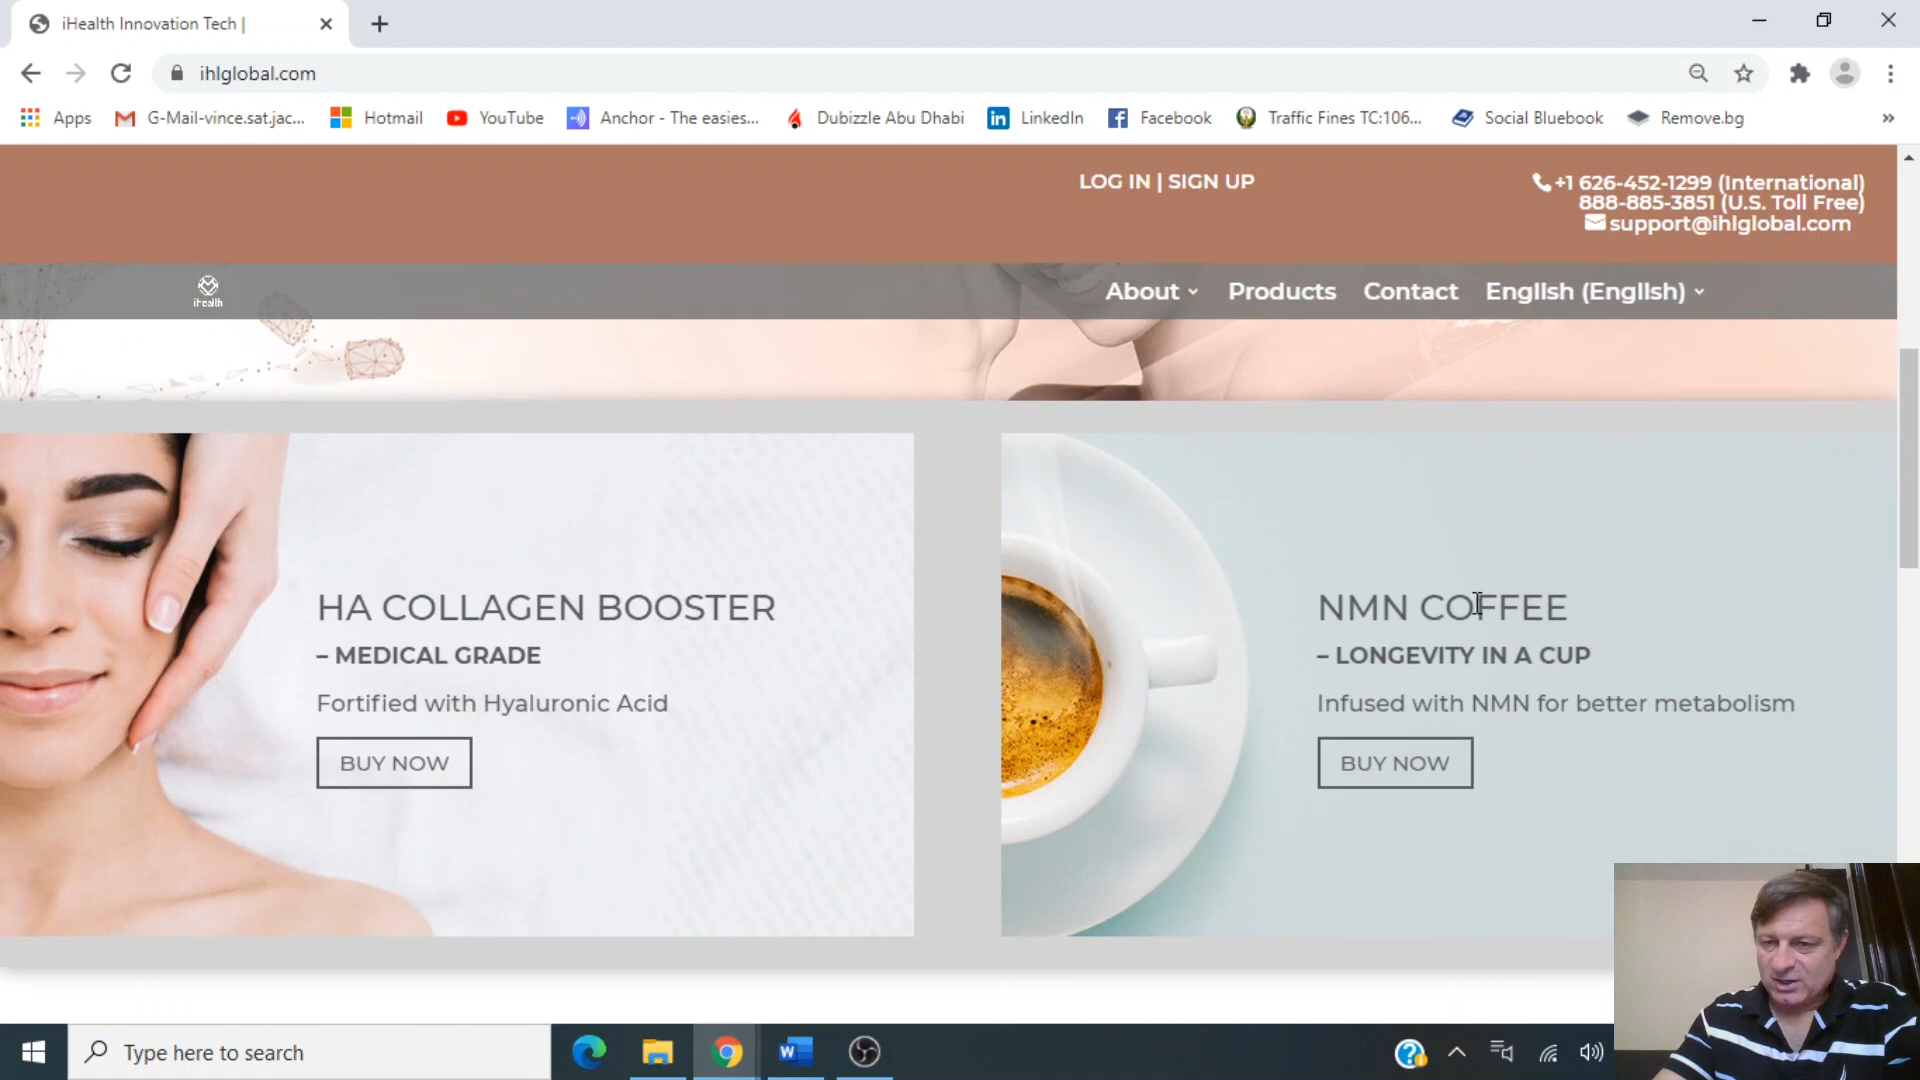 iHealth Innovation Tech |
ihlglobal.com
Apps
G-Mail-vince.sat.jac...
Hotmail
YouTube
Anchor - The easies...
Dubizzle Abu Dhabi
LinkedIn
Facebook
Traffic Fines TC:106...
Social Bluebook
Remove.bg
»
LOG IN | SIGN UP
+1 626-452-1299 (International)
888-885-3851 (U.S. Toll Free)
support@ihlglobal.com
iHealth
About
Products
Contact
English (English)
HA COLLAGEN BOOSTER
– MEDICAL GRADE
Fortified with Hyaluronic Acid
BUY NOW
NMN COFFEE
– LONGEVITY IN A CUP
Infused with NMN for better metabolism
BUY NOW
Type here to search